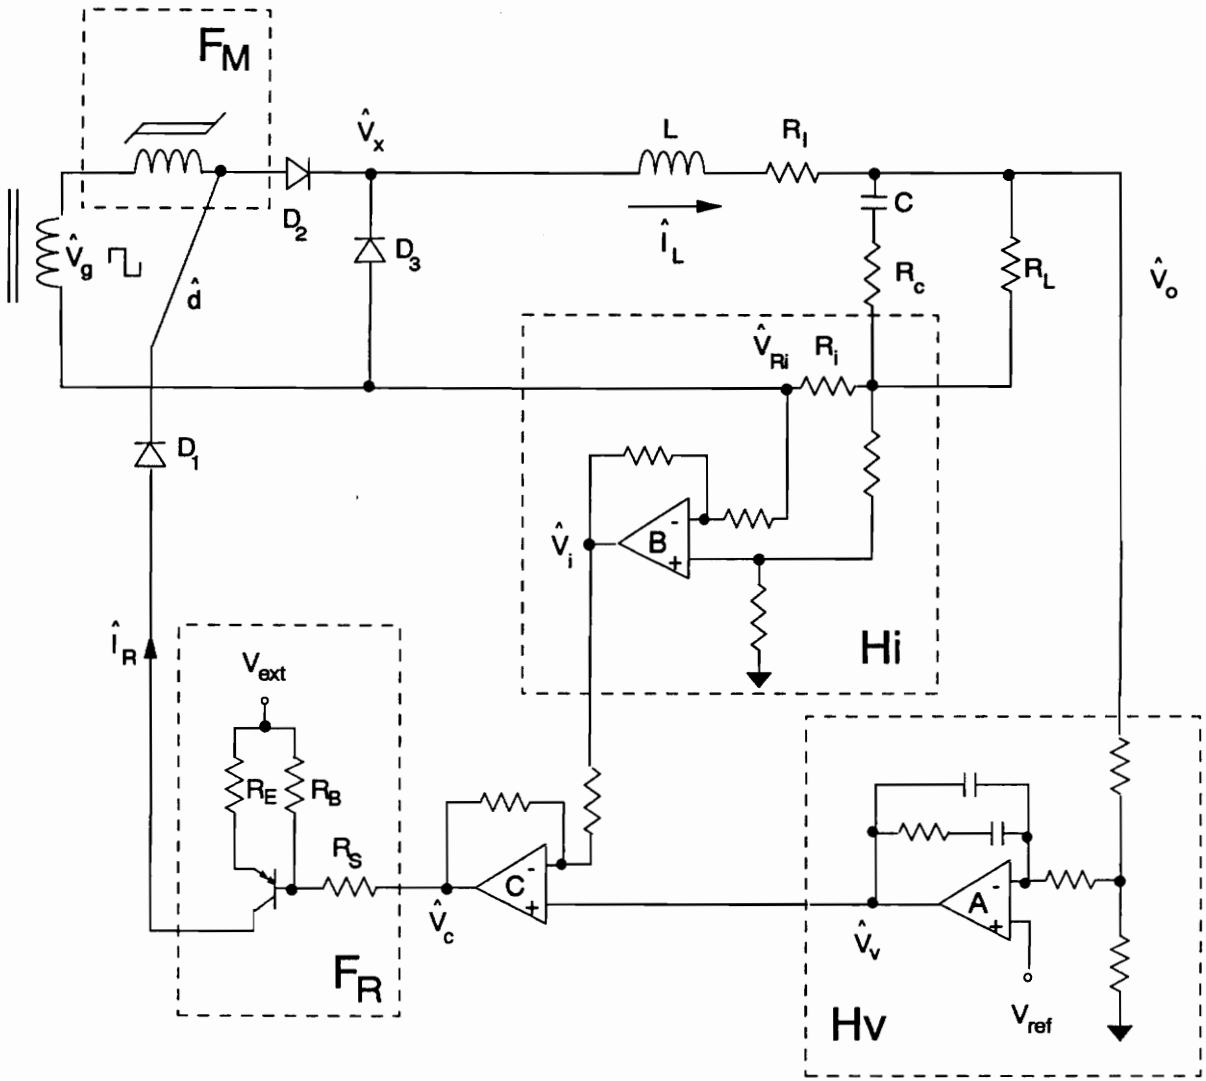 F_M
V̂_x
L
R_l
C
D_2
V̂_g
D_3
î_L
R_c
R_L
V̂_o
d̂
V̂_Ri
R_i
D_1
-
B
+
V̂_i
Hi
î_R
V_ext
R_E
R_B
R_S
-
C
+
V̂_c
-
A
+
V̂_v
F_R
Hv
V_ref